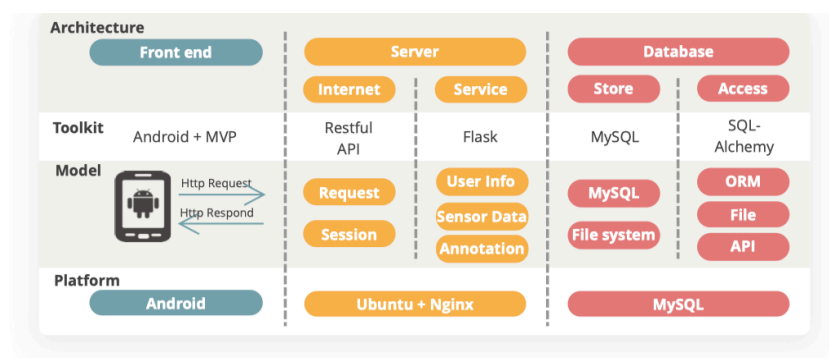 Architecture
Front end
Server
Database
Internet
Service
Store
Access
Toolkit
Android + MVP
Restful
API
Flask
MySQL
SQL-
Alchemy
Model
Http Request
Http Respond
Request
Session
User Info
Sensor Data
Annotation
MySQL
File system
ORM
File
API
Platform
Android
Ubuntu + Nginx
MySQL